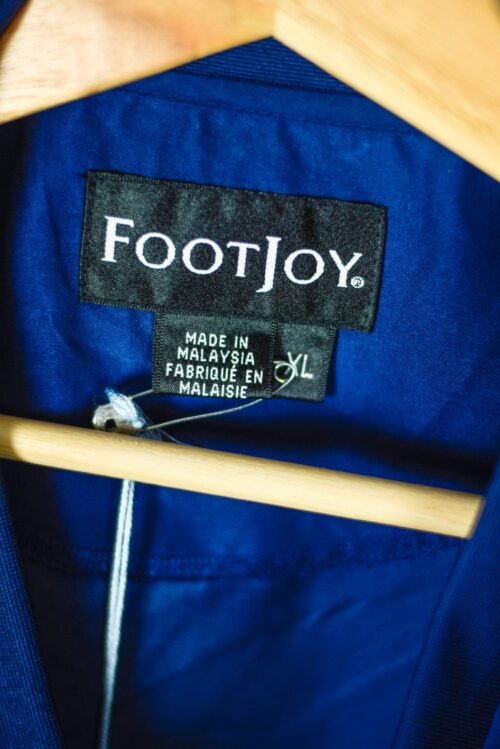 FOOTJOY®
MADE IN
MALAYSIA
FABRIQUÉ EN
MALAISIE
XL